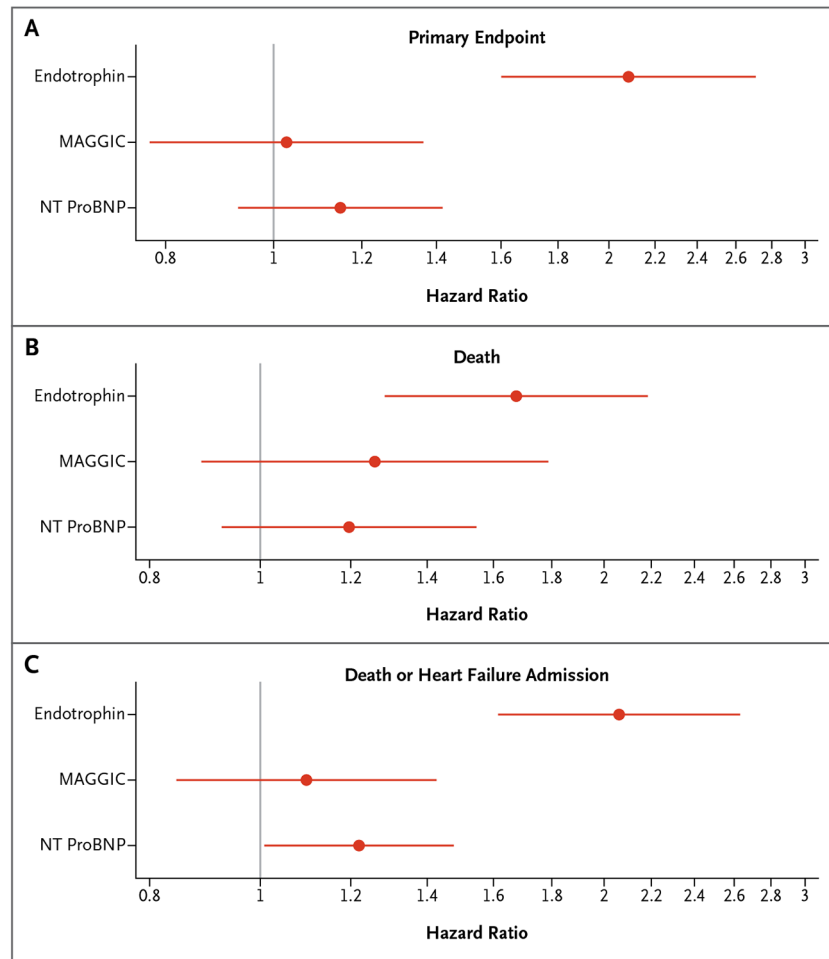 A
Primary Endpoint
Endotrophin
MAGGIC
NT ProBNP
0.8 1 1.2 1.4 1.6 1.8 2 2.2 2.4 2.6 2.8 3
Hazard Ratio
B
Death
Endotrophin
MAGGIC
NT ProBNP
0.8 1 1.2 1.4 1.6 1.8 2 2.2 2.4 2.6 2.8 3
Hazard Ratio
C
Death or Heart Failure Admission
Endotrophin
MAGGIC
NT ProBNP
0.8 1 1.2 1.4 1.6 1.8 2 2.2 2.4 2.6 2.8 3
Hazard Ratio